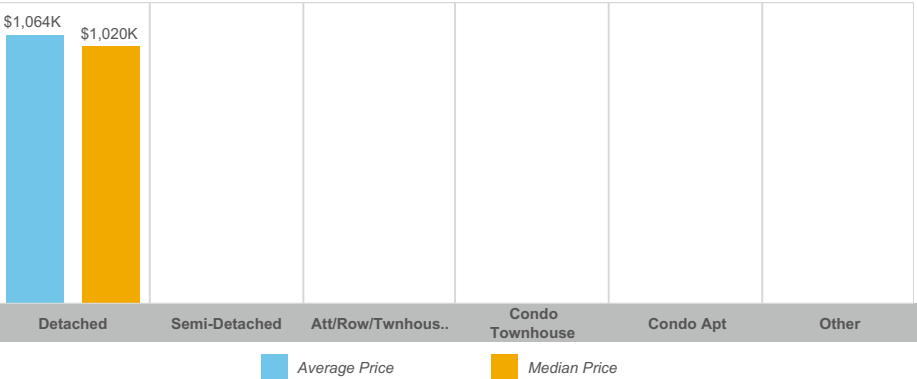 $1,064K
$1,020K
Detached
Semi-Detached
Att/Row/Twnhous..
Condo
Townhouse
Condo Apt
Other
Average Price
Median Price